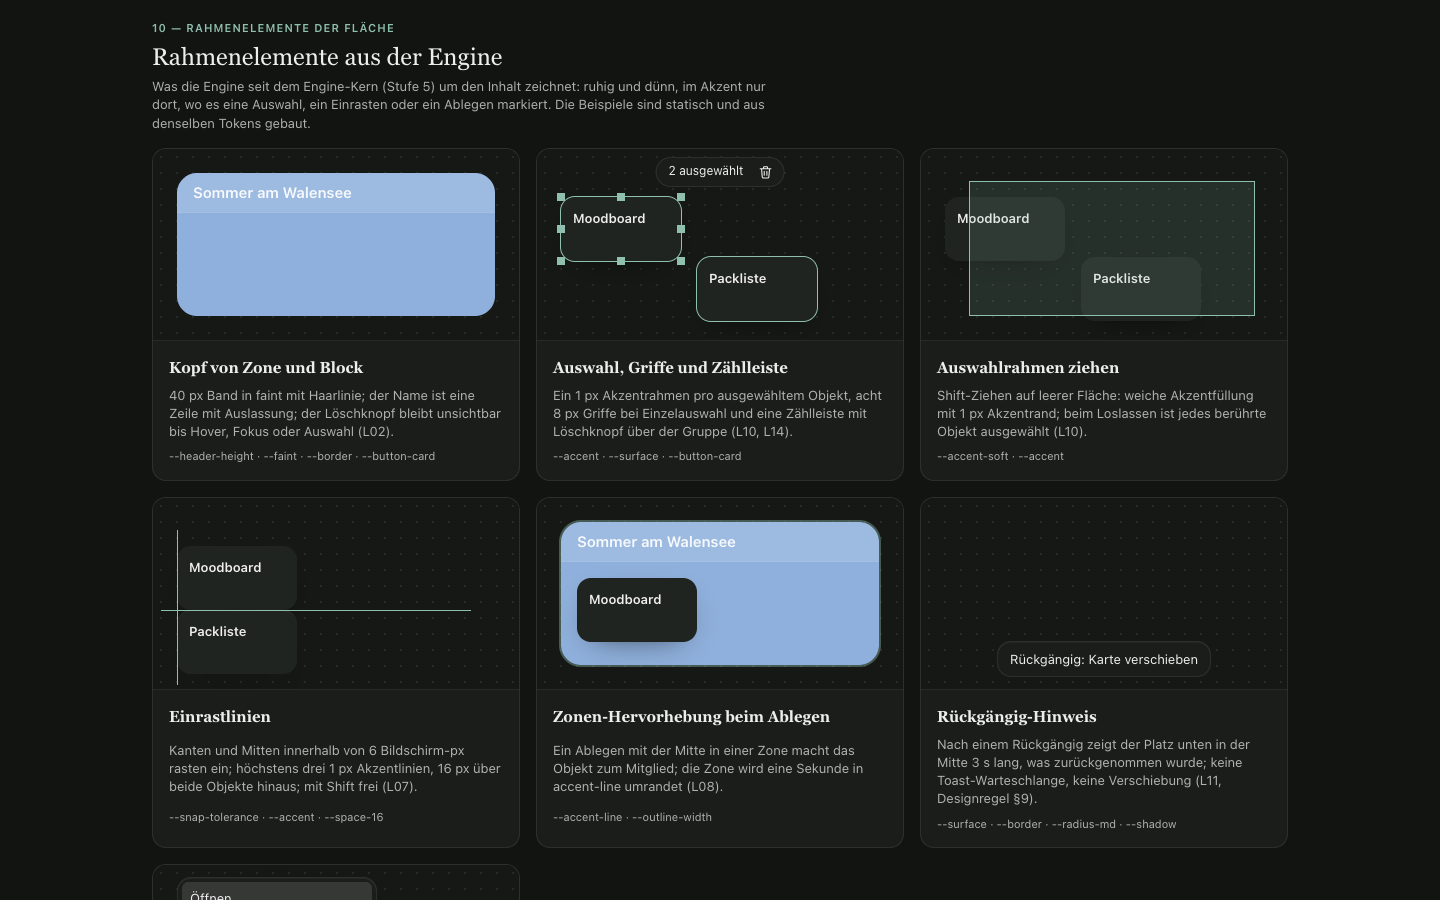 10 — RAHMENELEMENTE DER FLÄCHE
Rahmenelemente aus der Engine
Was die Engine seit dem Engine-Kern (Stufe 5) um den Inhalt zeichnet: ruhig und dünn, im Akzent nur
dort, wo es eine Auswahl, ein Einrasten oder ein Ablegen markiert. Die Beispiele sind statisch und aus
denselben Tokens gebaut.
Sommer am Walensee
Kopf von Zone und Block
40 px Band in faint mit Haarlinie; der Name ist eine
Zeile mit Auslassung; der Löschknopf bleibt unsichtbar
bis Hover, Fokus oder Auswahl (L02).
--header-height · --faint · --border · --button-card
2 ausgewählt
Moodboard
Packliste
Auswahl, Griffe und Zählleiste
Ein 1 px Akzentrahmen pro ausgewähltem Objekt, acht
8 px Griffe bei Einzelauswahl und eine Zählleiste mit
Löschknopf über der Gruppe (L10, L14).
--accent · --surface · --button-card
Moodboard
Packliste
Auswahlrahmen ziehen
Shift-Ziehen auf leerer Fläche: weiche Akzentfüllung
mit 1 px Akzentrand; beim Loslassen ist jedes berührte
Objekt ausgewählt (L10).
--accent-soft · --accent
Moodboard
Packliste
Einrastlinien
Kanten und Mitten innerhalb von 6 Bildschirm-px
rasten ein; höchstens drei 1 px Akzentlinien, 16 px über
beide Objekte hinaus; mit Shift frei (L07).
--snap-tolerance · --accent · --space-16
Sommer am Walensee
Moodboard
Zonen-Hervorhebung beim Ablegen
Ein Ablegen mit der Mitte in einer Zone macht das
Objekt zum Mitglied; die Zone wird eine Sekunde in
accent-line umrandet (L08).
--accent-line · --outline-width
Rückgängig: Karte verschieben
Rückgängig-Hinweis
Nach einem Rückgängig zeigt der Platz unten in der
Mitte 3 s lang, was zurückgenommen wurde; keine
Toast-Warteschlange, keine Verschiebung (L11,
Designregel §9).
--surface · --border · --radius-md · --shadow
Öffnen